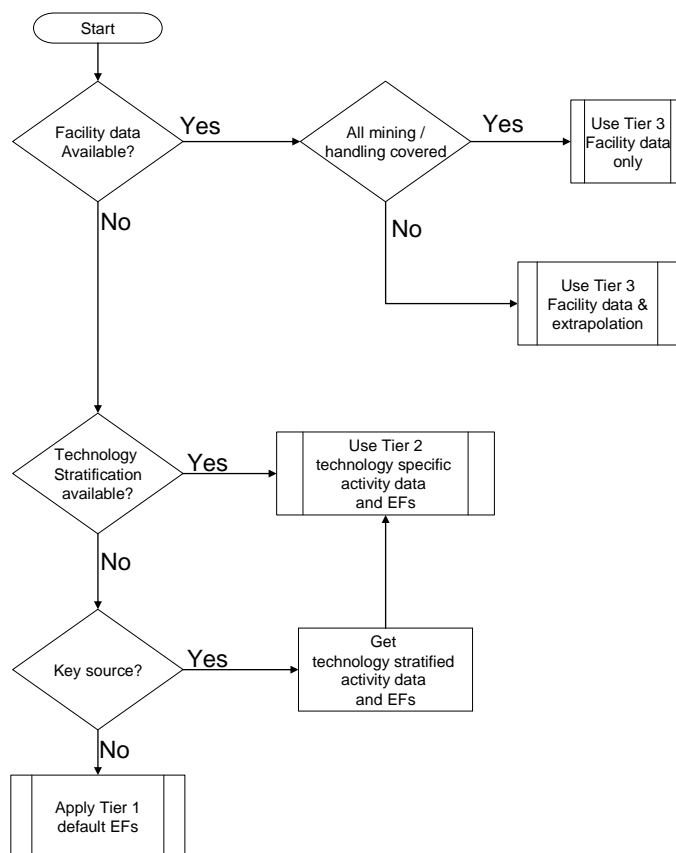 Start
Facility data
Available?
Yes
All mining /
handling covered
Yes
Use Tier 3
Facility data
only
No
No
Use Tier 3
Facility data &
extrapolation
Technology
Stratification
available?
Yes
Use Tier 2
technology specific
activity data
and EFs
No
Key source?
Yes
Get
technology stratified
activity data
and EFs
No
Apply Tier 1
default EFs